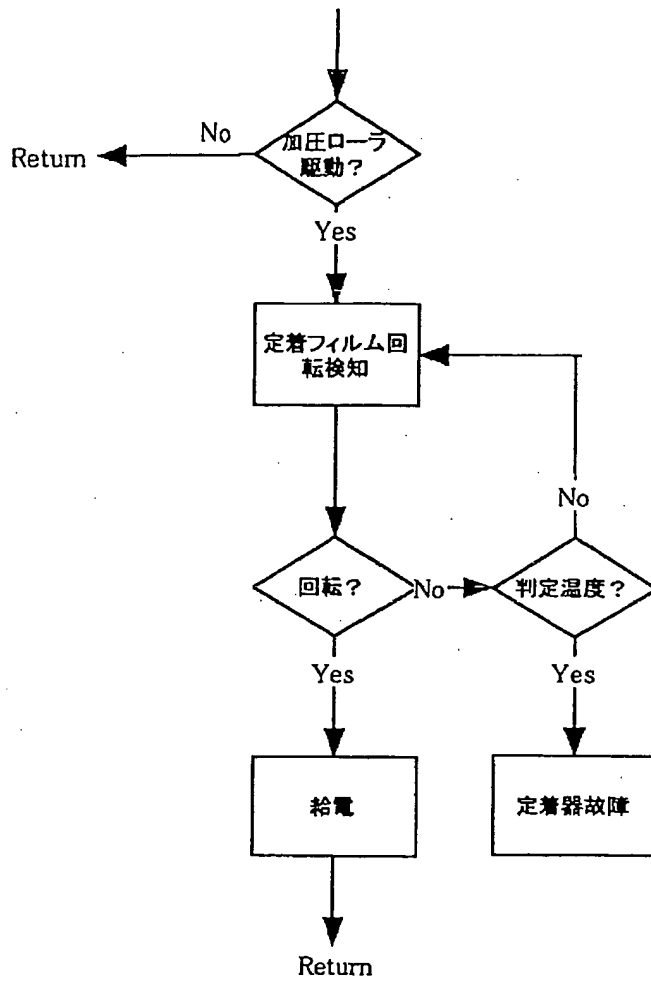 No
加圧ローラ
駆動？
Return
Yes
定着フィルム回
転検知
No
回転？
No
判定温度？
Yes
Yes
給電
定着器故障
Return